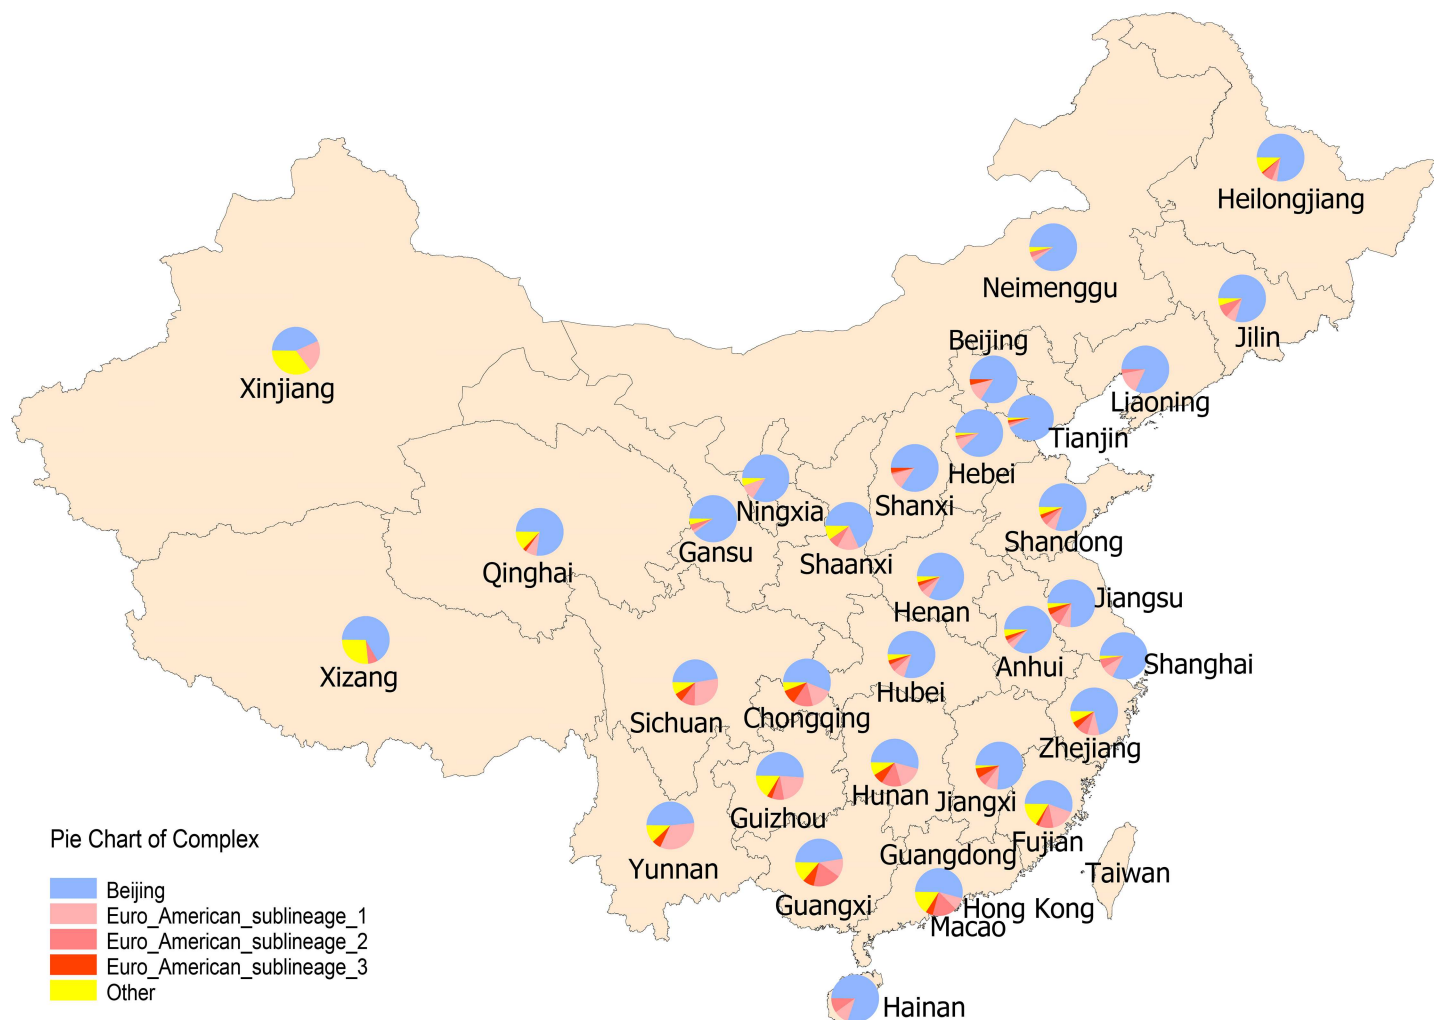 Heilongjiang
Neimenggu
Jilin
Beijing
Xinjiang
Liaoning
Tianjin
Hebei
Shanxi
Ningxia
Shandong
Gansu
Shaanxi
Qinghai
Henan
Jiangsu
Anhui
Shanghai
Xizang
Hubei
Sichuan
Chongqing
Zhejiang
Hunan
Jiangxi
Guizhou
Fujian
Guangdong
Yunnan
Taiwan
Guangxi
Hong Kong
Macao
Hainan
Pie Chart of Complex
Beijing
Euro_American_sublineage_1
Euro_American_sublineage_2
Euro_American_sublineage_3
Other